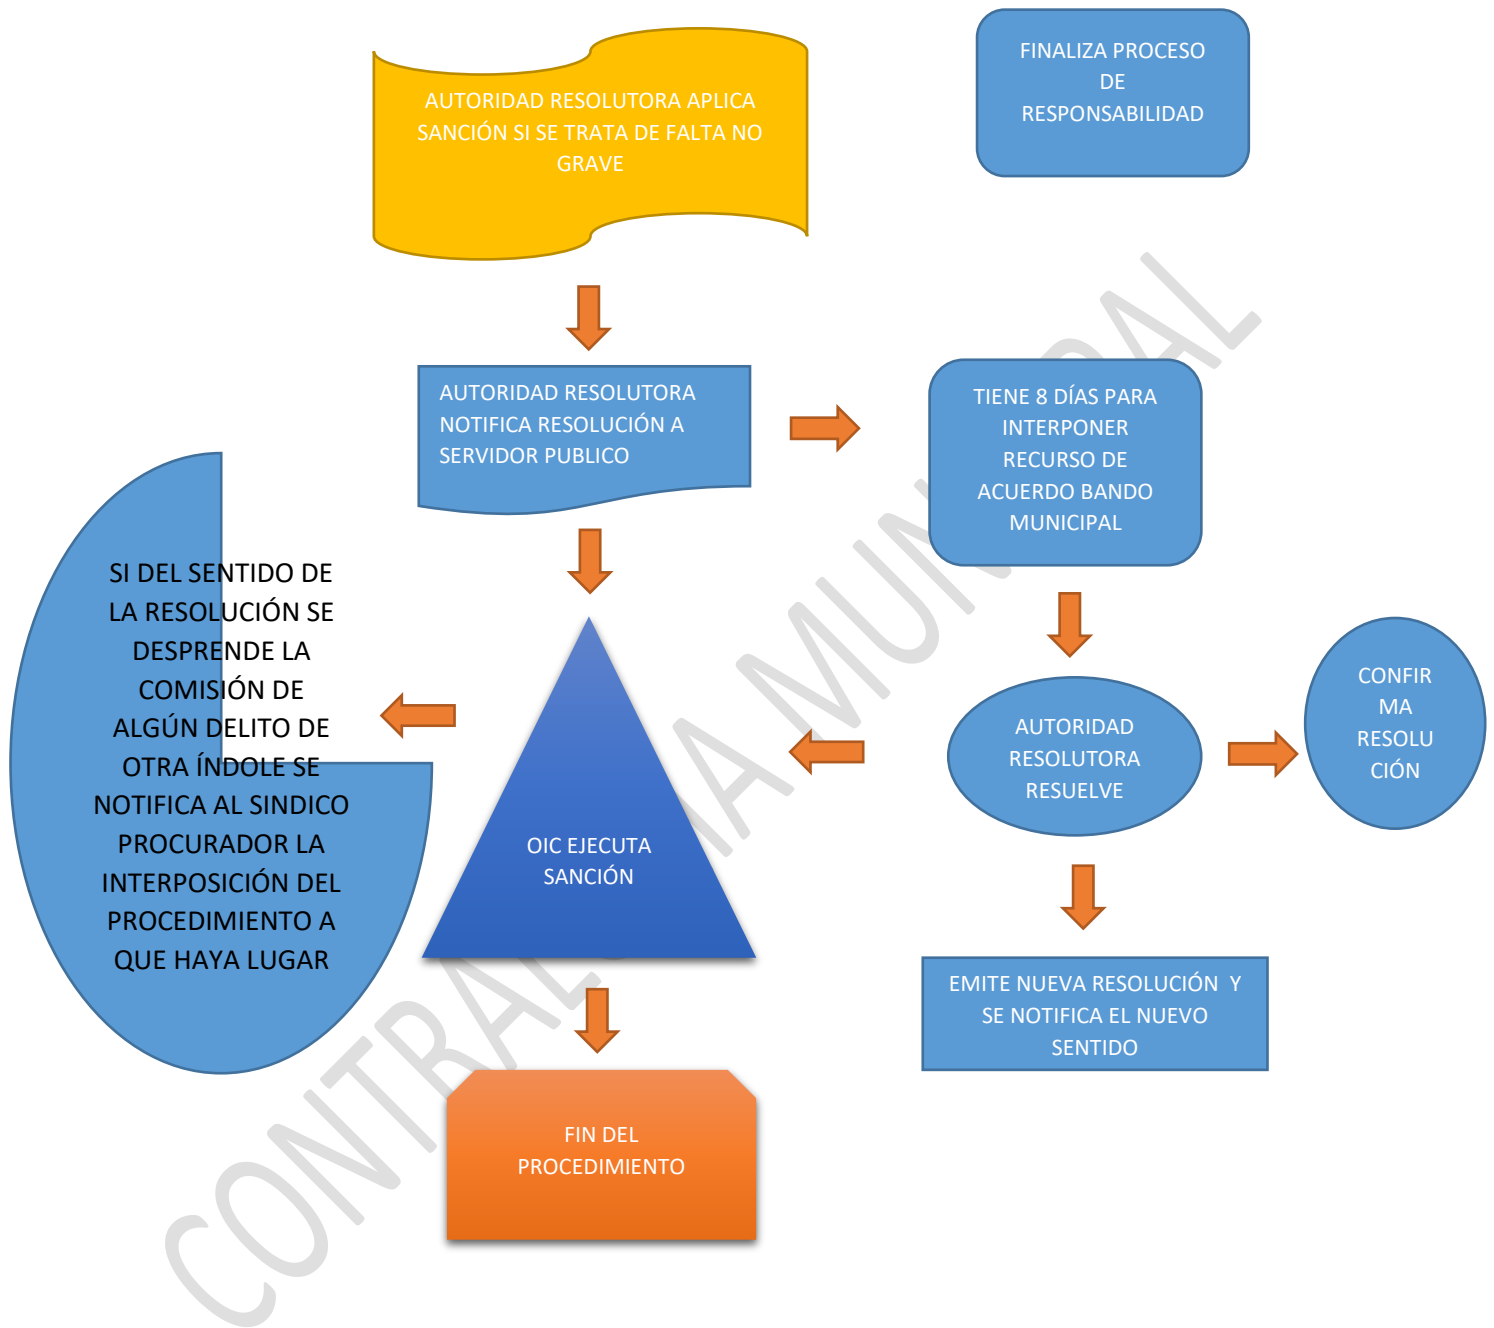 AUTORIDAD RESOLUTORA APLICA
SANCIÓN SI SE TRATA DE FALTA NO
GRAVE
FINALIZA PROCESO
DE
RESPONSABILIDAD
AUTORIDAD RESOLUTORA
NOTIFICA RESOLUCIÓN A
SERVIDOR PUBLICO
TIENE 8 DÍAS PARA
INTERPONER
RECURSO DE
ACUERDO BANDO
MUNICIPAL
SI DEL SENTIDO DE
LA RESOLUCIÓN SE
DESPRENDE LA
COMISIÓN DE
ALGÚN DELITO DE
OTRA ÍNDOLE SE
NOTIFICA AL SINDICO
PROCURADOR LA
INTERPOSICIÓN DEL
PROCEDIMIENTO A
QUE HAYA LUGAR
OIC EJECUTA
SANCIÓN
AUTORIDAD
RESOLUTORA
RESUELVE
CONFIR
MA
RESOLU
CIÓN
EMITE NUEVA RESOLUCIÓN Y
SE NOTIFICA EL NUEVO
SENTIDO
FIN DEL
PROCEDIMIENTO